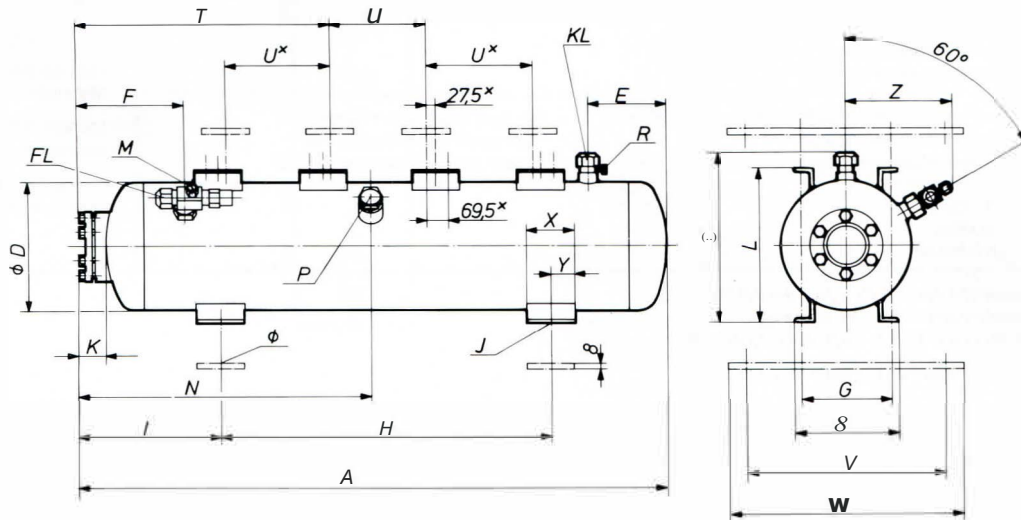 T U KL
U× U× 60°
F 27,5× E Z
M R
FL
ϕ D 69,5× X L
P Y
K ϕ J 8
N G
I H 8
V
A
W